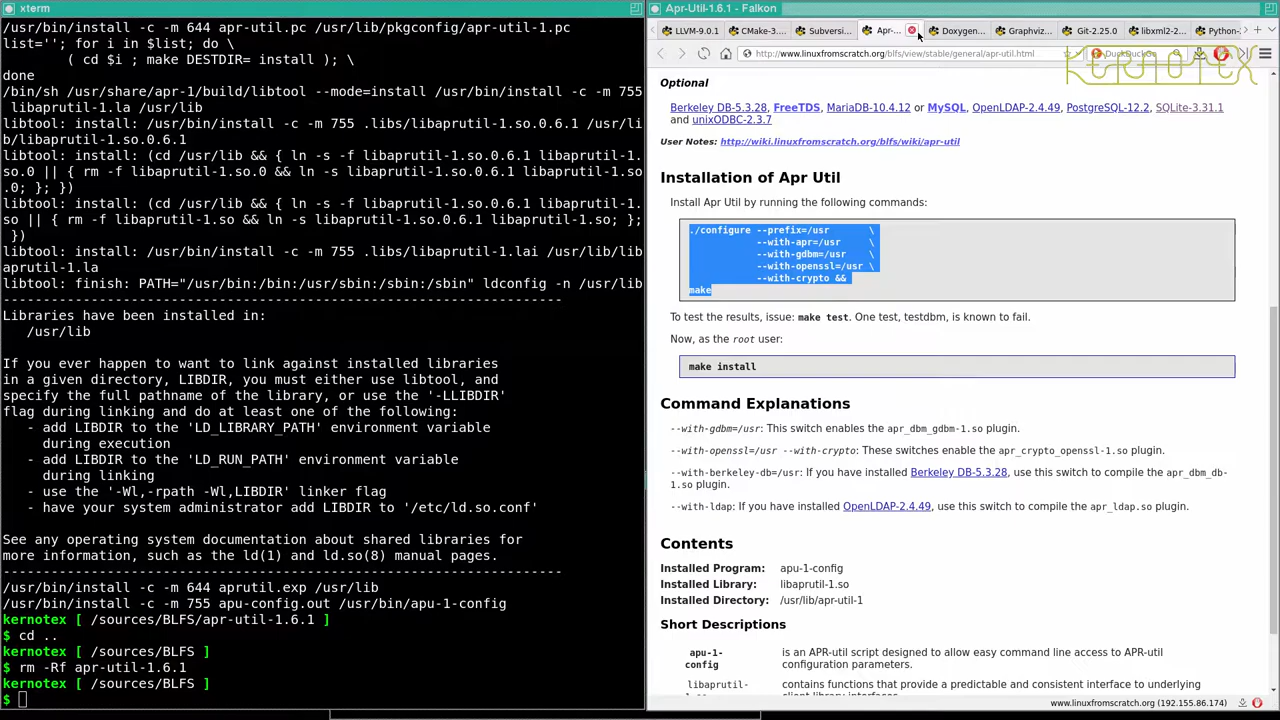 xterm
/usr/bin/install -c -m 644 apr-util.pc /usr/lib/pkgconfig/apr-util-1.pc
list=''; for i in $list; do \
( cd $i ; make DESTDIR= install ); \
done
/bin/sh /usr/share/apr-1/build/libtool --mode=install /usr/bin/install -c -m 755
libaprutil-1.la /usr/lib
libtool: install: /usr/bin/install -c -m 755 .libs/libaprutil-1.so.0.6.1 /usr/li
b/libaprutil-1.so.0.6.1
libtool: install: (cd /usr/lib && { ln -s -f libaprutil-1.so.0.6.1 libaprutil-1.
so.0 || { rm -f libaprutil-1.so.0 && ln -s libaprutil-1.so.0.6.1 libaprutil-1.so
.0; }; })
libtool: install: (cd /usr/lib && { ln -s -f libaprutil-1.so.0.6.1 libaprutil-1.
so || { rm -f libaprutil-1.so && ln -s libaprutil-1.so.0.6.1 libaprutil-1.so; };
})
libtool: install: /usr/bin/install -c -m 755 .libs/libaprutil-1.lai /usr/lib/lib
aprutil-1.la
libtool: finish: PATH="/usr/bin:/bin:/usr/sbin:/sbin:/sbin" ldconfig -n /usr/lib
----------------------------------------------------------------------
Libraries have been installed in:
/usr/lib
If you ever happen to want to link against installed libraries
in a given directory, LIBDIR, you must either use libtool, and
specify the full pathname of the library, or use the '-LLIBDIR'
flag during linking and do at least one of the following:
- add LIBDIR to the 'LD_LIBRARY_PATH' environment variable
during execution
- add LIBDIR to the 'LD_RUN_PATH' environment variable
during linking
- use the '-Wl,-rpath -Wl,LIBDIR' linker flag
- have your system administrator add LIBDIR to '/etc/ld.so.conf'
See any operating system documentation about shared libraries for
more information, such as the ld(1) and ld.so(8) manual pages.
----------------------------------------------------------------------
/usr/bin/install -c -m 644 aprutil.exp /usr/lib
/usr/bin/install -c -m 755 apu-config.out /usr/bin/apu-1-config
kernotex [ /sources/BLFS/apr-util-1.6.1 ]
$ cd ..
kernotex [ /sources/BLFS ]
$ rm -Rf apr-util-1.6.1
kernotex [ /sources/BLFS ]
$
Apr-Util-1.6.1 - Falkon
LLVM-9.0.1 CMake-3.... Subversi... Apr-... Doxygen... Graphviz... Git-2.25.0 libxml2-... Python-
http://www.linuxfromscratch.org/blfs/view/stable/general/apr-util.html DuckDuckGo
KERNOTEX
Optional
Berkeley DB-5.3.28, FreeTDS, MariaDB-10.4.12 or MySQL, OpenLDAP-2.4.49, PostgreSQL-12.2, SQLite-3.31.1
and unixODBC-2.3.7
User Notes: http://wiki.linuxfromscratch.org/blfs/wiki/apr-util
Installation of Apr Util
Install Apr Util by running the following commands:
./configure --prefix=/usr \
--with-apr=/usr \
--with-gdbm=/usr \
--with-openssl=/usr \
--with-crypto &&
make
To test the results, issue: make test. One test, testdbm, is known to fail.
Now, as the root user:
make install
Command Explanations
--with-gdbm=/usr: This switch enables the apr_dbm_gdbm-1.so plugin.
--with-openssl=/usr --with-crypto: These switches enable the apr_crypto_openssl-1.so plugin.
--with-berkeley-db=/usr: If you have installed Berkeley DB-5.3.28, use this switch to compile the apr_dbm_db-
1.so plugin.
--with-ldap: If you have installed OpenLDAP-2.4.49, use this switch to compile the apr_ldap.so plugin.
Contents
Installed Program: apu-1-config
Installed Library: libaprutil-1.so
Installed Directory: /usr/lib/apr-util-1
Short Descriptions
apu-1- is an APR-util script designed to allow easy command line access to APR-util
config configuration parameters.
libaprutil- contains functions that provide a predictable and consistent interface to underlying
www.linuxfromscratch.org (192.155.86.174)